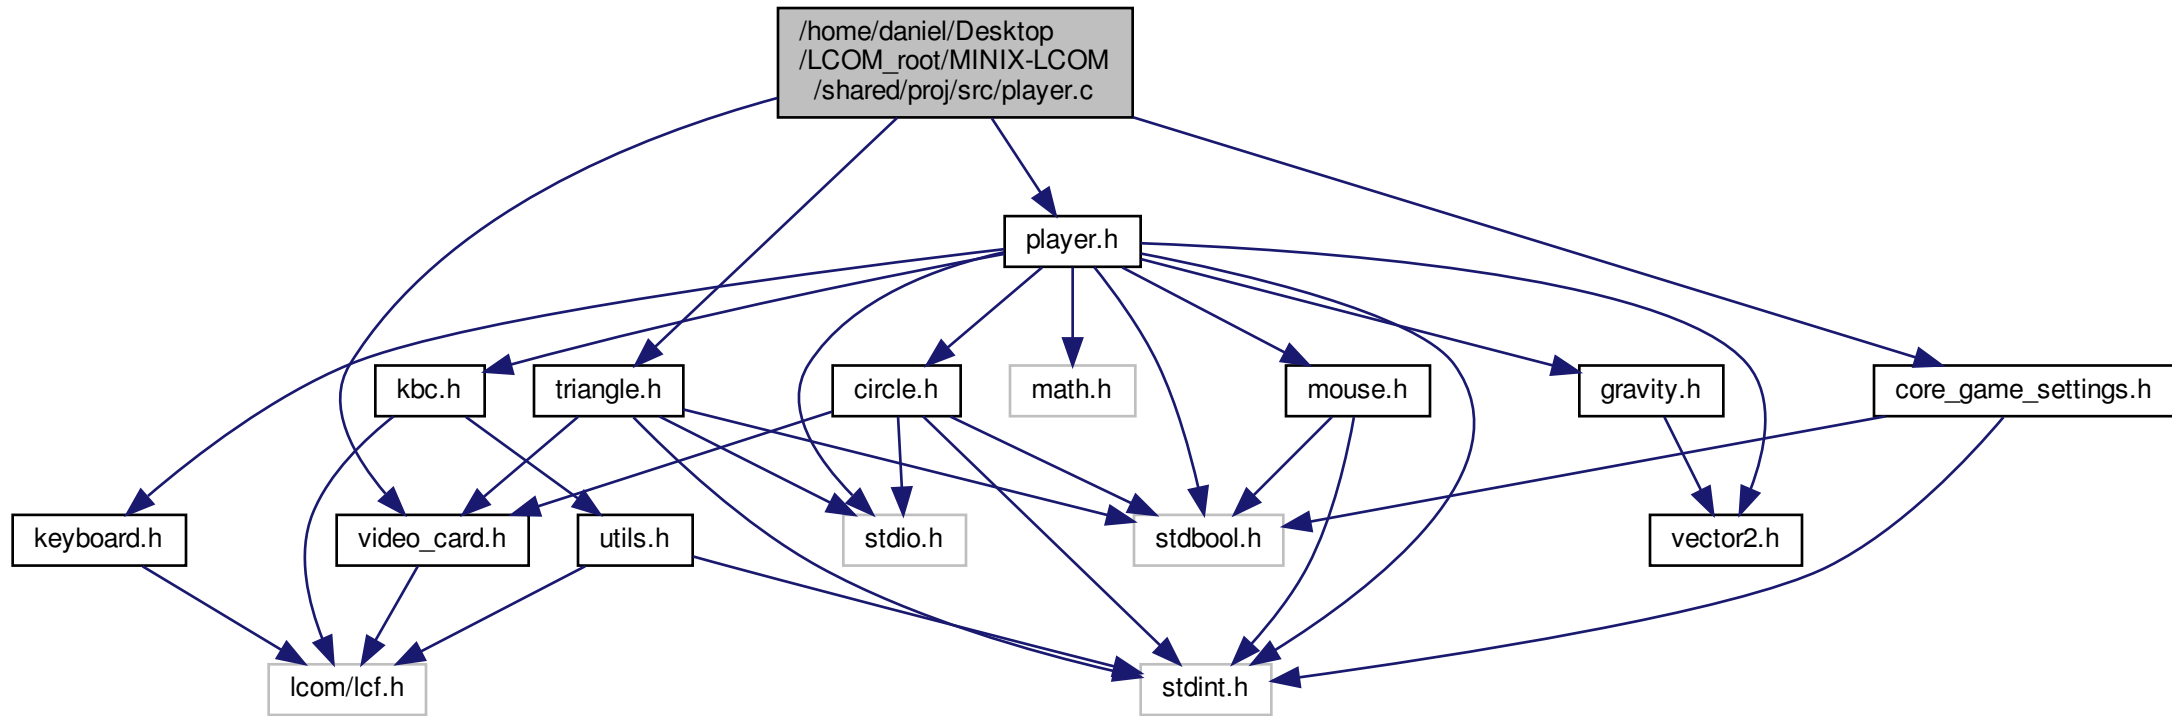 /home/daniel/Desktop
/LCOM_root/MINIX-LCOM
/shared/proj/src/player.c
player.h
kbc.h
triangle.h
circle.h
math.h
mouse.h
gravity.h
core_game_settings.h
keyboard.h
video_card.h
utils.h
stdio.h
stdbool.h
vector2.h
lcom/lcf.h
stdint.h